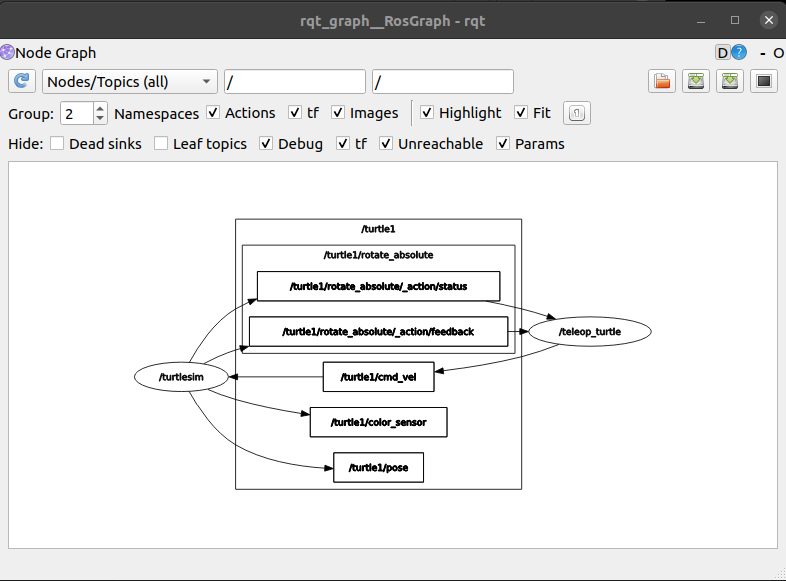 rqt_graph__RosGraph - rqt
Node Graph D ? - O
Nodes/Topics (all) / /
Group: 2 Namespaces Actions tf Images Highlight Fit
Hide: Dead sinks Leaf topics Debug tf Unreachable Params
/turtle1
/turtle1/rotate_absolute
/turtle1/rotate_absolute/_action/status
/turtle1/rotate_absolute/_action/feedback
/teleop_turtle
/turtlesim
/turtle1/cmd_vel
/turtle1/color_sensor
/turtle1/pose